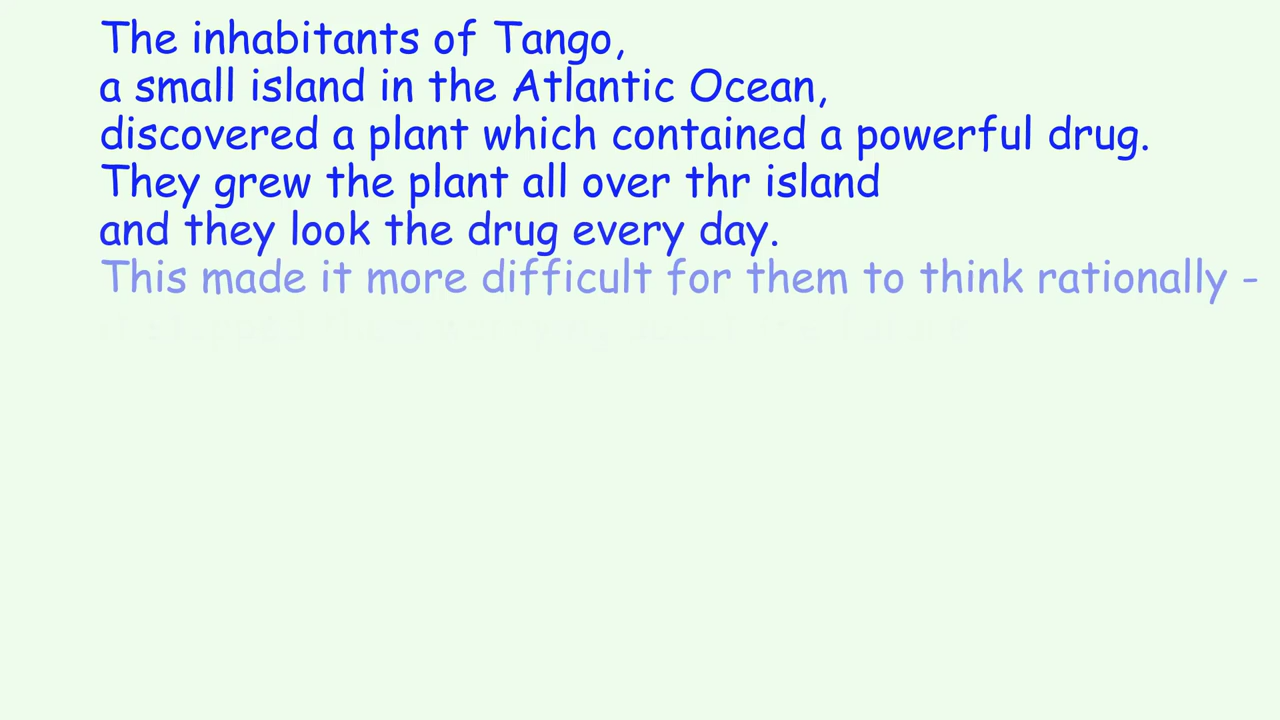 The inhabitants of Tango,
a small island in the Atlantic Ocean,
discovered a plant which contained a powerful drug.
They grew the plant all over thr island
and they look the drug every day.
This made it more difficult for them to think rationally -